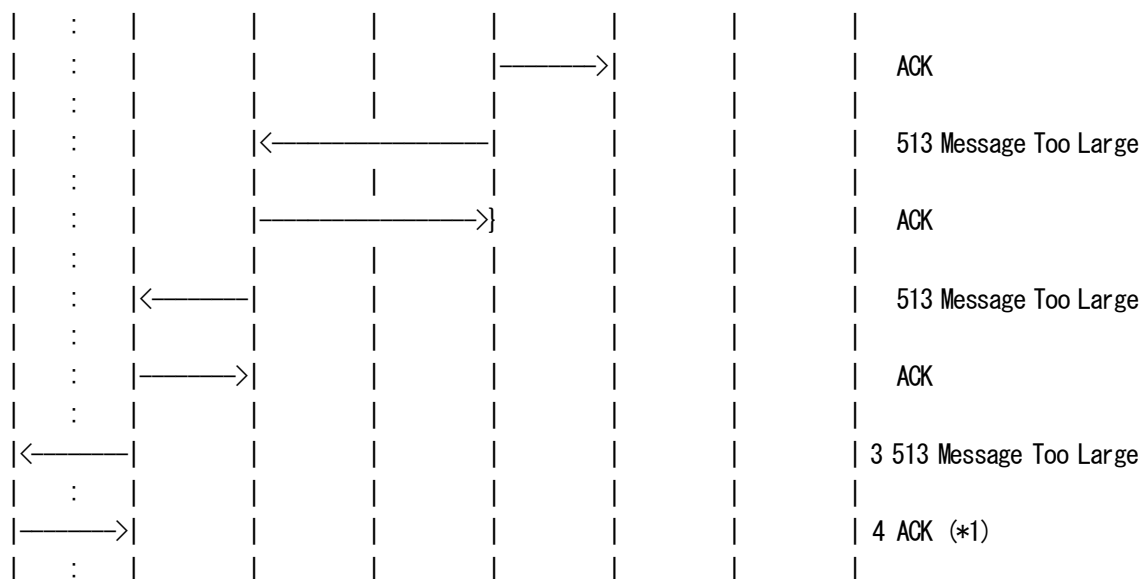 |    :    |         |         |         |         |         |         |
|    :    |         |         |         |-------->|         |         |   ACK
|    :    |         |         |         |         |         |         |
|    :    |         |<------------------|         |         |         |   513 Message Too Large
|    :    |         |         |         |         |         |         |
|    :    |         |------------------>}         |         |         |   ACK
|    :    |         |         |         |         |         |         |
|    :    |<--------|         |         |         |         |         |   513 Message Too Large
|    :    |         |         |         |         |         |         |
|    :    |-------->|         |         |         |         |         |   ACK
|    :    |         |         |         |         |         |         |
|<--------|         |         |         |         |         |         | 3 513 Message Too Large
|    :    |         |         |         |         |         |         |
|-------->|         |         |         |         |         |         | 4 ACK (*1)
|    :    |         |         |         |         |         |         |